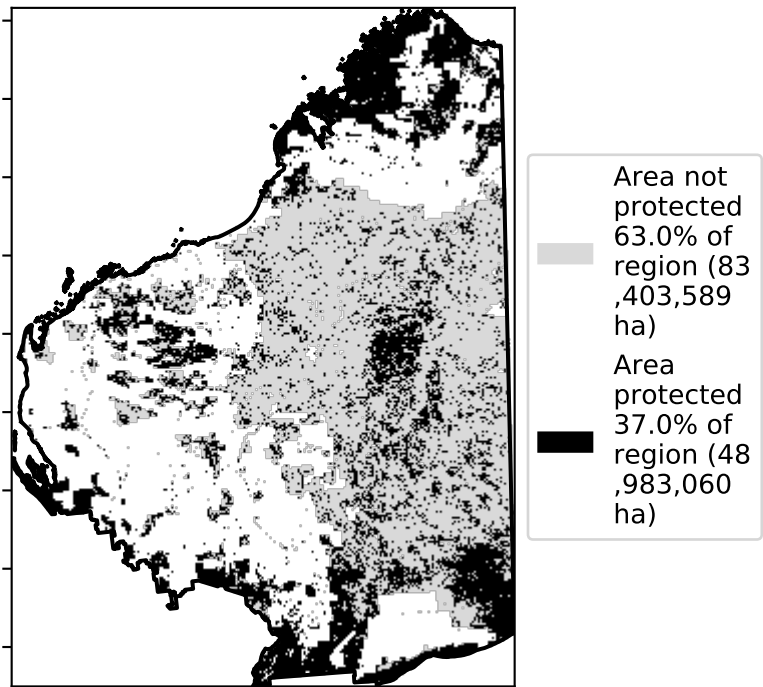 Area not
protected
63.0% of
region (83
,403,589
ha)
Area
protected
37.0% of
region (48
,983,060
ha)